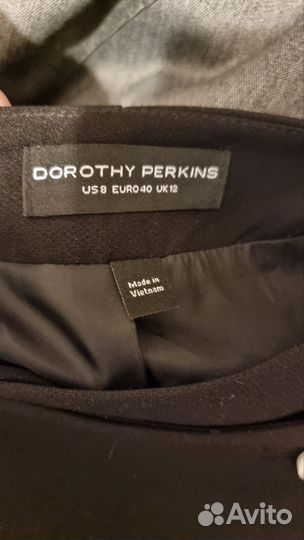 DOROTHY PERKINS
US8 EURO40 UK12
Made in
Vietnam
Avito